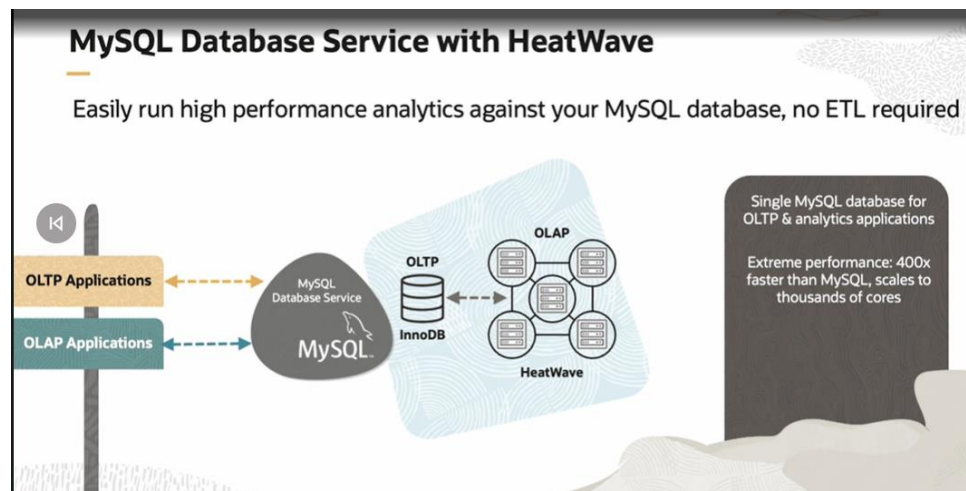 MySQL Database Service with HeatWave
Easily run high performance analytics against your MySQL database, no ETL required
OLTP Applications
OLAP Applications
MySQL
Database Service
MySQL™
OLTP
InnoDB
OLAP
HeatWave
Single MySQL database for
OLTP & analytics applications
Extreme performance: 400x
faster than MySQL, scales to
thousands of cores